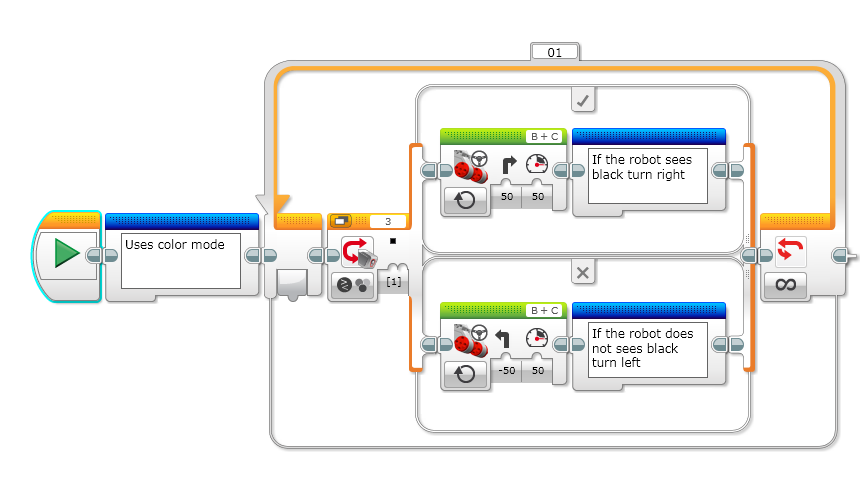 01
B + C
If the robot sees
black turn right
50
50
3
Uses color mode
[1]
B + C
If the robot does
not sees black
turn left
-50
50